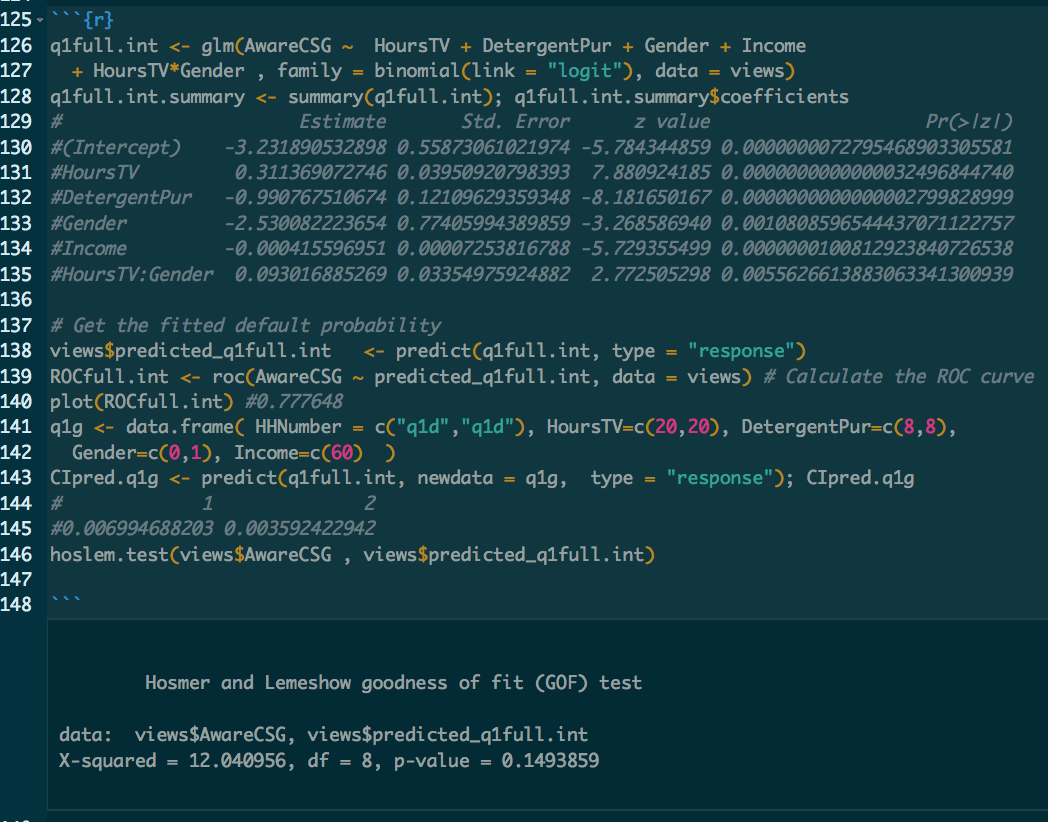 125 ```{r}
126 q1full.int <- glm(AwareCSG ~  HoursTV + DetergentPur + Gender + Income
127   + HoursTV*Gender , family = binomial(link = "logit"), data = views)
128 q1full.int.summary <- summary(q1full.int); q1full.int.summary$coefficients
129 #                       Estimate       Std. Error      z value                     Pr(>|z|)
130 #(Intercept)    -3.231890532898 0.55873061021974 -5.784344859 0.0000000072795468903305581
131 #HoursTV         0.311369072746 0.03950920798393  7.880924185 0.0000000000000032496844740
132 #DetergentPur   -0.990767510674 0.12109629359348 -8.181650167 0.0000000000000002799828999
133 #Gender         -2.530082223654 0.77405994389859 -3.268586940 0.0010808596544437071122757
134 #Income         -0.000415596951 0.00007253816788 -5.729355499 0.0000000100812923840726538
135 #HoursTV:Gender  0.093016885269 0.03354975924882  2.772505298 0.0055626613883063341300939
136
137 # Get the fitted default probability
138 views$predicted_q1full.int   <- predict(q1full.int, type = "response")
139 ROCfull.int <- roc(AwareCSG ~ predicted_q1full.int, data = views) # Calculate the ROC curve
140 plot(ROCfull.int) #0.777648
141 q1g <- data.frame( HHNumber = c("q1d","q1d"), HoursTV=c(20,20), DetergentPur=c(8,8),
142   Gender=c(0,1), Income=c(60)  )
143 CIpred.q1g <- predict(q1full.int, newdata = q1g,  type = "response"); CIpred.q1g
144 #              1              2
145 #0.006994688203 0.003592422942
146 hoslem.test(views$AwareCSG , views$predicted_q1full.int)
147
148 ```
Hosmer and Lemeshow goodness of fit (GOF) test
data:  views$AwareCSG, views$predicted_q1full.int
X-squared = 12.040956, df = 8, p-value = 0.1493859